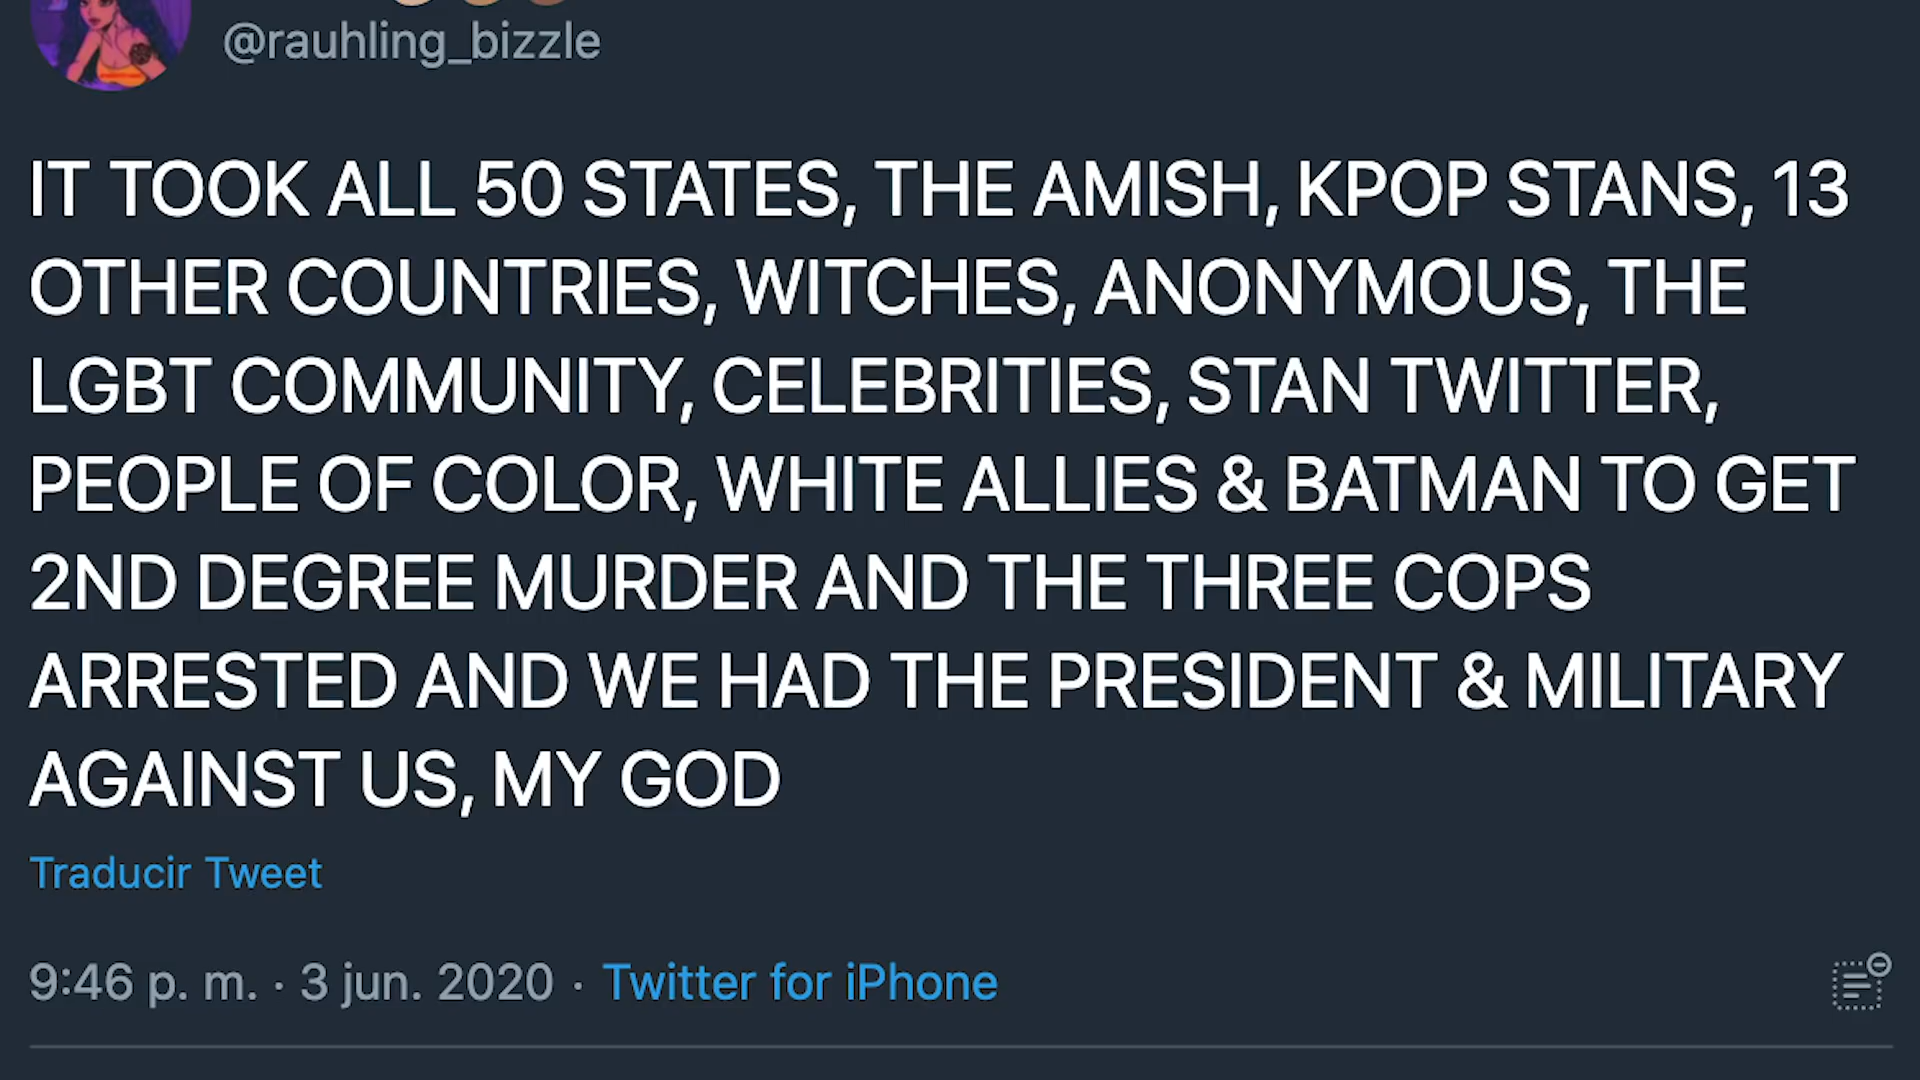 @rauhling_bizzle
IT TOOK ALL 50 STATES, THE AMISH, KPOP STANS, 13
OTHER COUNTRIES, WITCHES, ANONYMOUS, THE
LGBT COMMUNITY, CELEBRITIES, STAN TWITTER,
PEOPLE OF COLOR, WHITE ALLIES & BATMAN TO GET
2ND DEGREE MURDER AND THE THREE COPS
ARRESTED AND WE HAD THE PRESIDENT & MILITARY
AGAINST US, MY GOD
Traducir Tweet
9:46 p. m. · 3 jun. 2020 · Twitter for iPhone